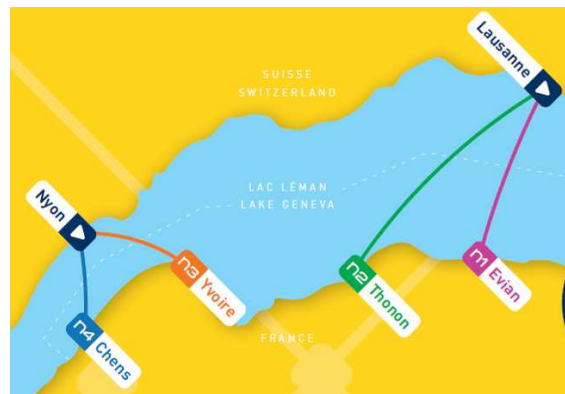 Lausanne
SUISSE
SWITZERLAND
LAC LÉMAN
LAKE GENEVA
Nyon
n3 Yvoire
n2 Thonon
n1 Evian
n4 Chens
FRANCE